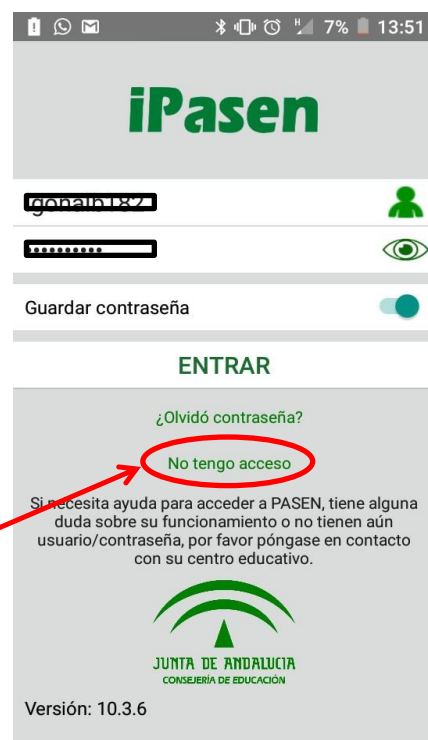 7% 13:51
iPasen
Guardar contraseña
ENTRAR
¿Olvidó contraseña?
No tengo acceso
Si necesita ayuda para acceder a PASEN, tiene alguna
duda sobre su funcionamiento o no tienen aún
usuario/contraseña, por favor póngase en contacto
con su centro educativo.
JUNTA DE ANDALUCIA
CONSEJERÍA DE EDUCACIÓN
Versión: 10.3.6